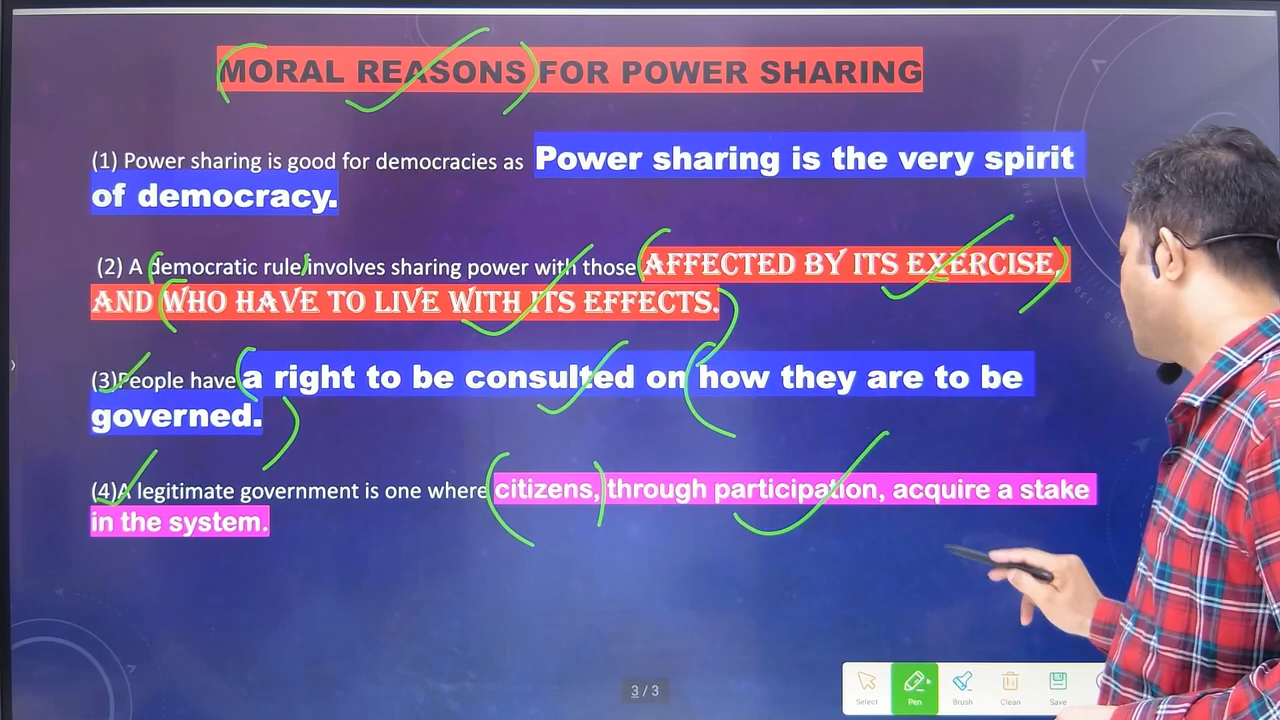 MORAL REASONS FOR POWER SHARING
(1) Power sharing is good for democracies as Power sharing is the very spirit
of democracy.
(2) A democratic rule involves sharing power with those AFFECTED BY ITS EXERCISE,
AND WHO HAVE TO LIVE WITH ITS EFFECTS.
(3)People have a right to be consulted on how they are to be
governed.
(4)A legitimate government is one where citizens, through participation, acquire a stake
in the system.
3 / 3
Select Pen Brush Clean Save